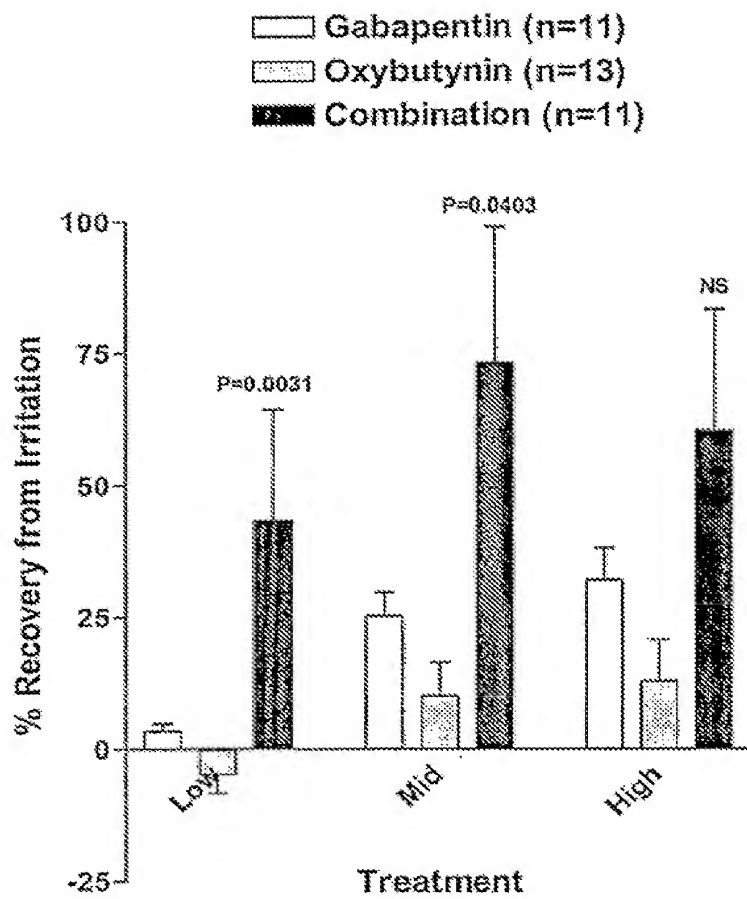 Gabapentin (n=11)
Oxybutynin (n=13)
Combination (n=11)
P=0.0403
100
NS
75
P=0.0031
% Recovery from Irritation
50
25
0
Low
Mid
High
-25
Treatment